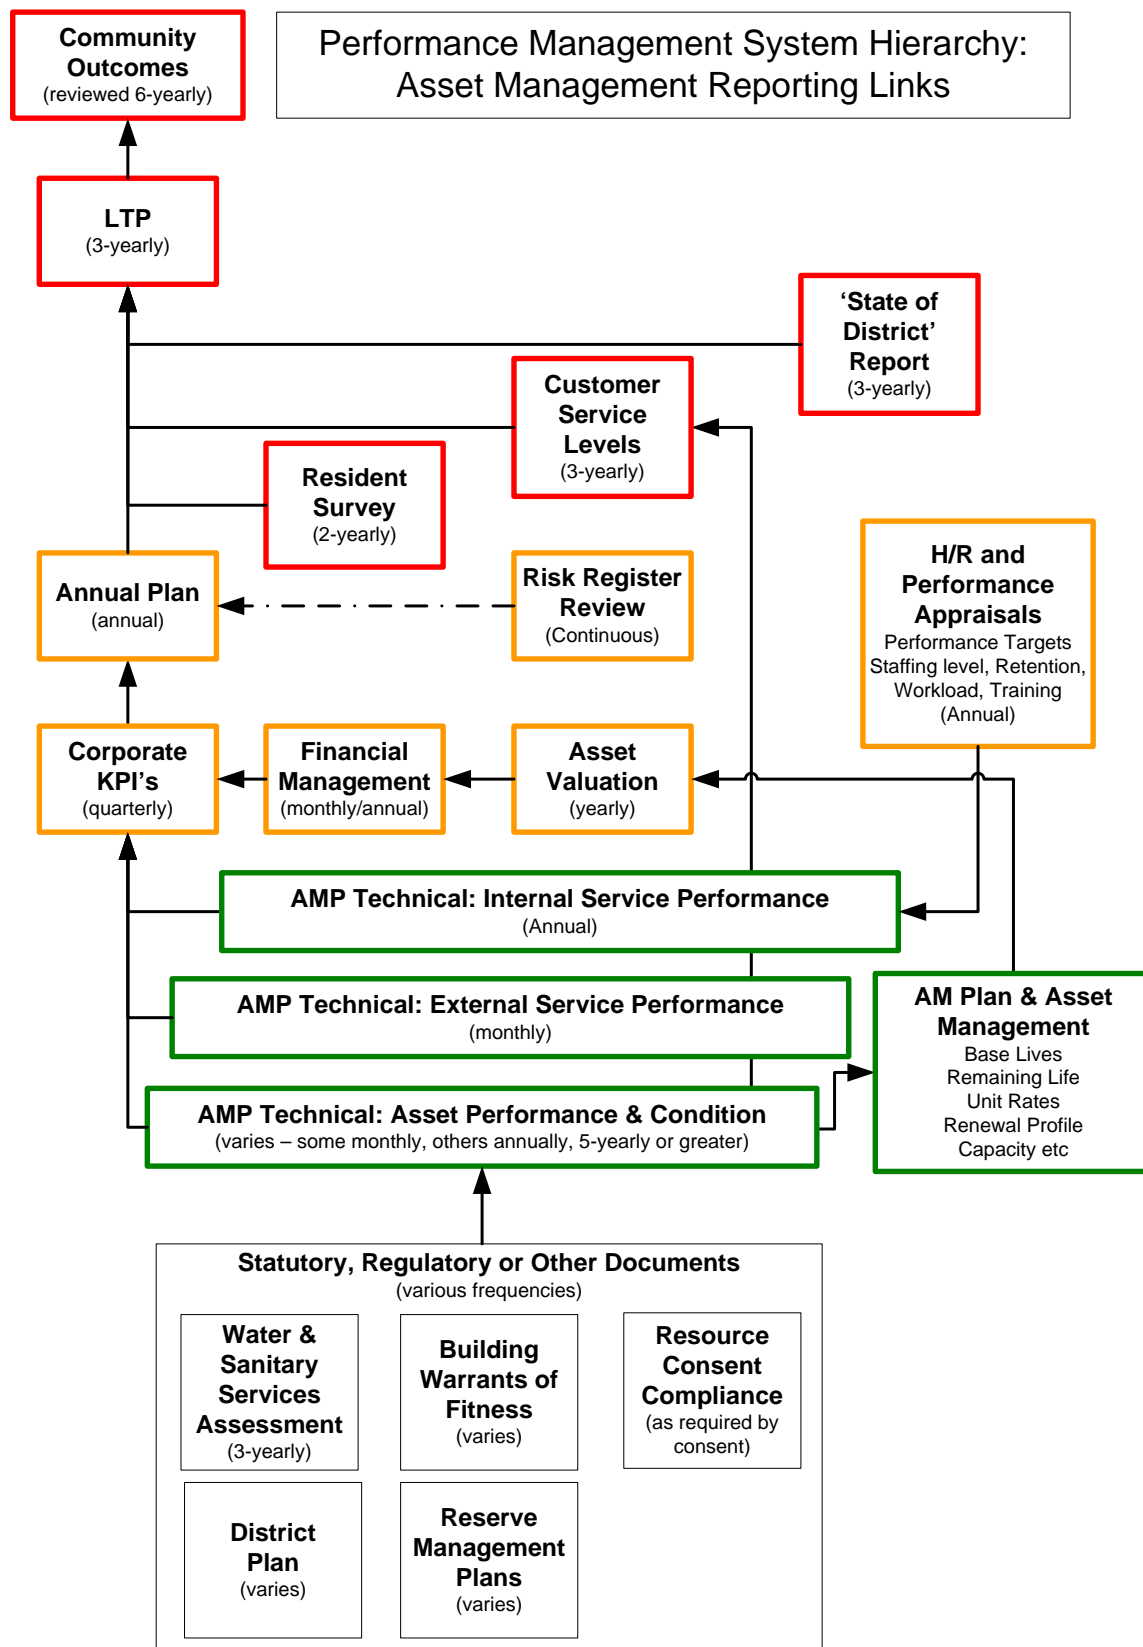 Community
Outcomes
(reviewed 6-yearly)
Performance Management System Hierarchy:
Asset Management Reporting Links
LTP
(3-yearly)
‘State of
District’
Report
(3-yearly)
Customer
Service
Levels
(3-yearly)
Resident
Survey
(2-yearly)
Annual Plan
(annual)
Risk Register
Review
(Continuous)
H/R and
Performance
Appraisals
Performance Targets
Staffing level, Retention,
Workload, Training
(Annual)
Corporate
KPI's
(quarterly)
Financial
Management
(monthly/annual)
Asset
Valuation
(yearly)
AMP Technical: Internal Service Performance
(Annual)
AMP Technical: External Service Performance
(monthly)
AM Plan & Asset
Management
Base Lives
Remaining Life
Unit Rates
Renewal Profile
Capacity etc
AMP Technical: Asset Performance & Condition
(varies – some monthly, others annually, 5-yearly or greater)
Statutory, Regulatory or Other Documents
(various frequencies)
Water &
Sanitary
Services
Assessment
(3-yearly)
Building
Warrants of
Fitness
(varies)
Resource
Consent
Compliance
(as required by
consent)
District
Plan
(varies)
Reserve
Management
Plans
(varies)